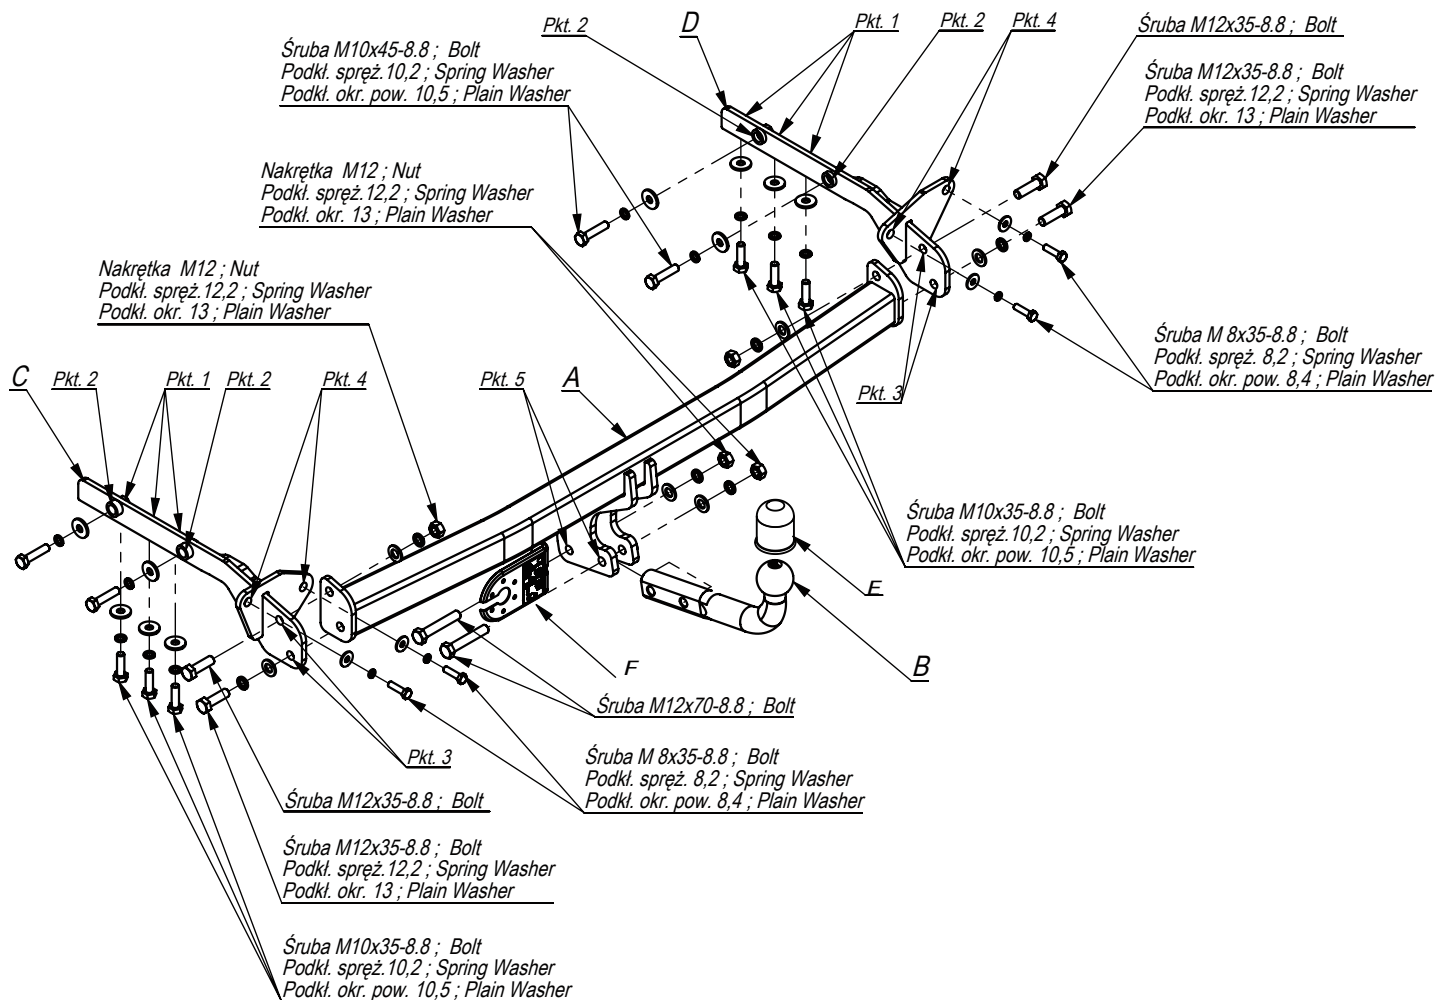 Pkt. 2
D
Pkt. 1
Pkt. 2
Pkt. 4
Śruba M12x35-8.8 ; Bolt
Śruba M10x45-8.8 ; Bolt
Podkł. spręż.10,2 ; Spring Washer
Podkł. okr. pow. 10,5 ; Plain Washer
Śruba M12x35-8.8 ; Bolt
Podkł. spręż.12,2 ; Spring Washer
Podkł. okr. 13 ; Plain Washer
Nakrętka M12 ; Nut
Podkł. spręż.12,2 ; Spring Washer
Podkł. okr. 13 ; Plain Washer
Nakrętka M12 ; Nut
Podkł. spręż.12,2 ; Spring Washer
Podkł. okr. 13 ; Plain Washer
Śruba M 8x35-8.8 ; Bolt
Podkł. spręż. 8,2 ; Spring Washer
Podkł. okr. pow. 8,4 ; Plain Washer
C
Pkt. 2
Pkt. 1
Pkt. 2
Pkt. 4
Pkt. 5
A
Pkt. 3
Śruba M10x35-8.8 ; Bolt
Podkł. spręż.10,2 ; Spring Washer
Podkł. okr. pow. 10,5 ; Plain Washer
E
F
B
Śruba M12x70-8.8 ; Bolt
Pkt. 3
Śruba M 8x35-8.8 ; Bolt
Podkł. spręż. 8,2 ; Spring Washer
Podkł. okr. pow. 8,4 ; Plain Washer
Śruba M12x35-8.8 ; Bolt
Śruba M12x35-8.8 ; Bolt
Podkł. spręż.12,2 ; Spring Washer
Podkł. okr. 13 ; Plain Washer
Śruba M10x35-8.8 ; Bolt
Podkł. spręż.10,2 ; Spring Washer
Podkł. okr. pow. 10,5 ; Plain Washer